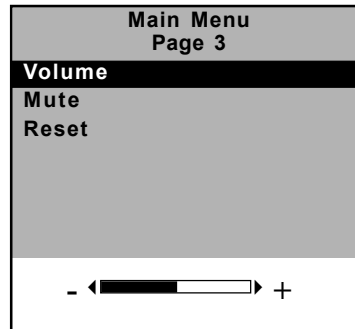 Main Menu
Page 3
Volume
Mute
Reset
- +